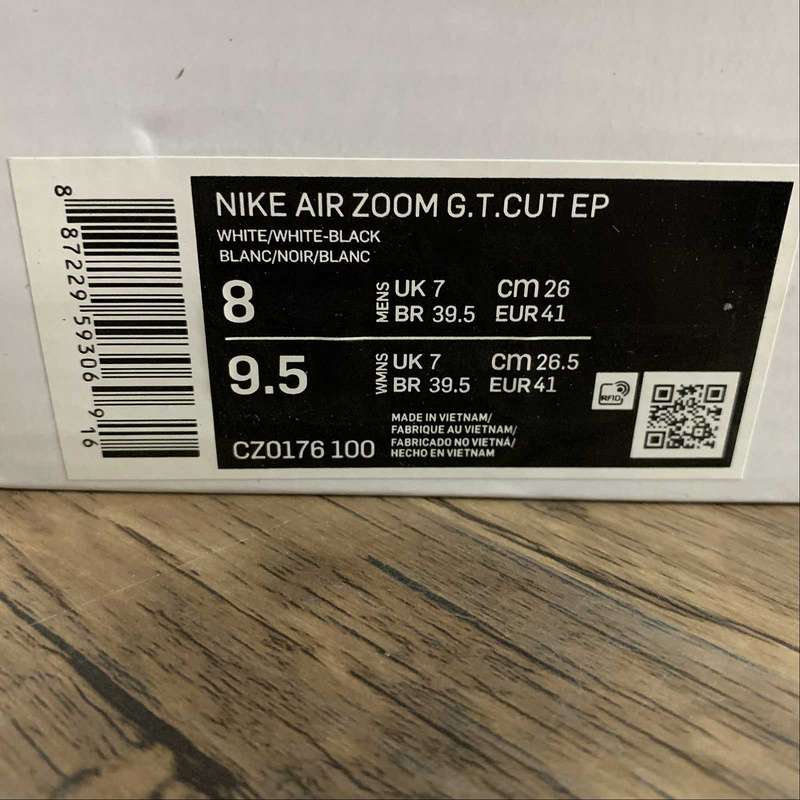 NIKE AIR ZOOM G.T.CUT EP
WHITE/WHITE-BLACK
BLANC/NOIR/BLANC
8 MENS UK 7 cm 26
BR 39.5 EUR 41
9.5 WMNS UK 7 cm 26.5
BR 39.5 EUR 41
MADE IN VIETNAM/
FABRIQUE AU VIETNAM/
FABRICADO NO VIETNÃ/
HECHO EN VIETNAM
CZ0176 100
RFID
8 87229 59306 9 16